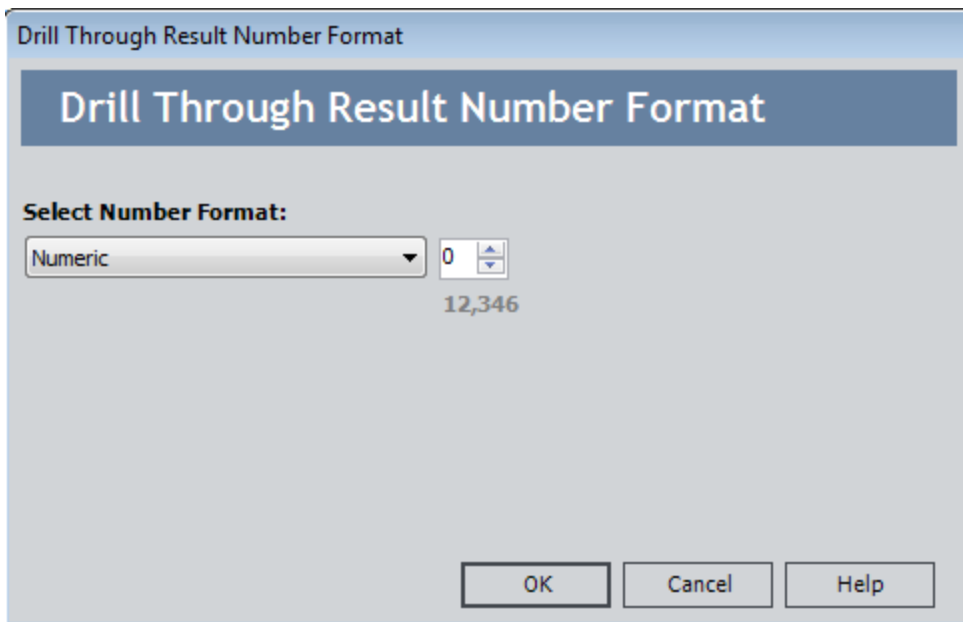 Drill Through Result Number Format
Drill Through Result Number Format
Select Number Format:
Numeric 0
12,346
OK Cancel Help